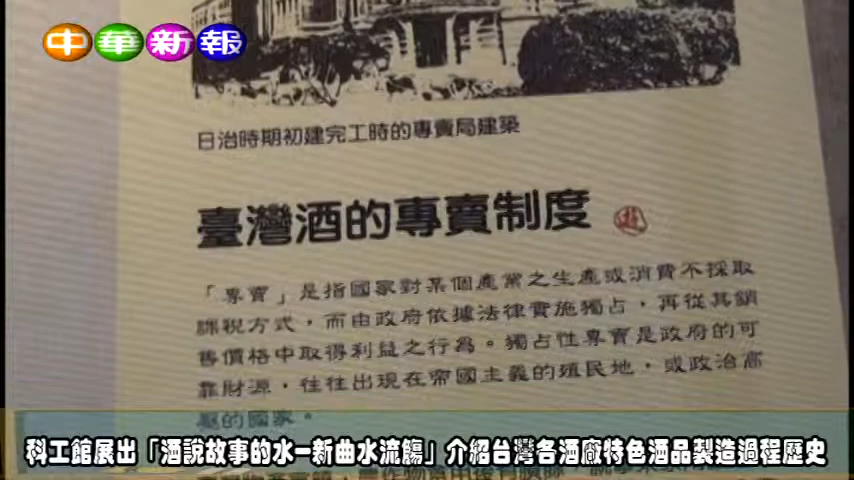 中華新報
日治時期初建完工時的專賣局建築
臺灣酒的專賣制度
「專賣」是指國家對某個產業之生產或消費不採取
課稅方式，而由政府依據法律實施獨占，再從其銷
售價格中取得利益之行為。獨占性專賣是政府的可
靠財源，往往出現在帝國主義的殖民地，或政治高
壓的國家。
科工館展出「酒說故事的水—新曲水流觴」介紹台灣各酒廠特色酒品製造過程歷史